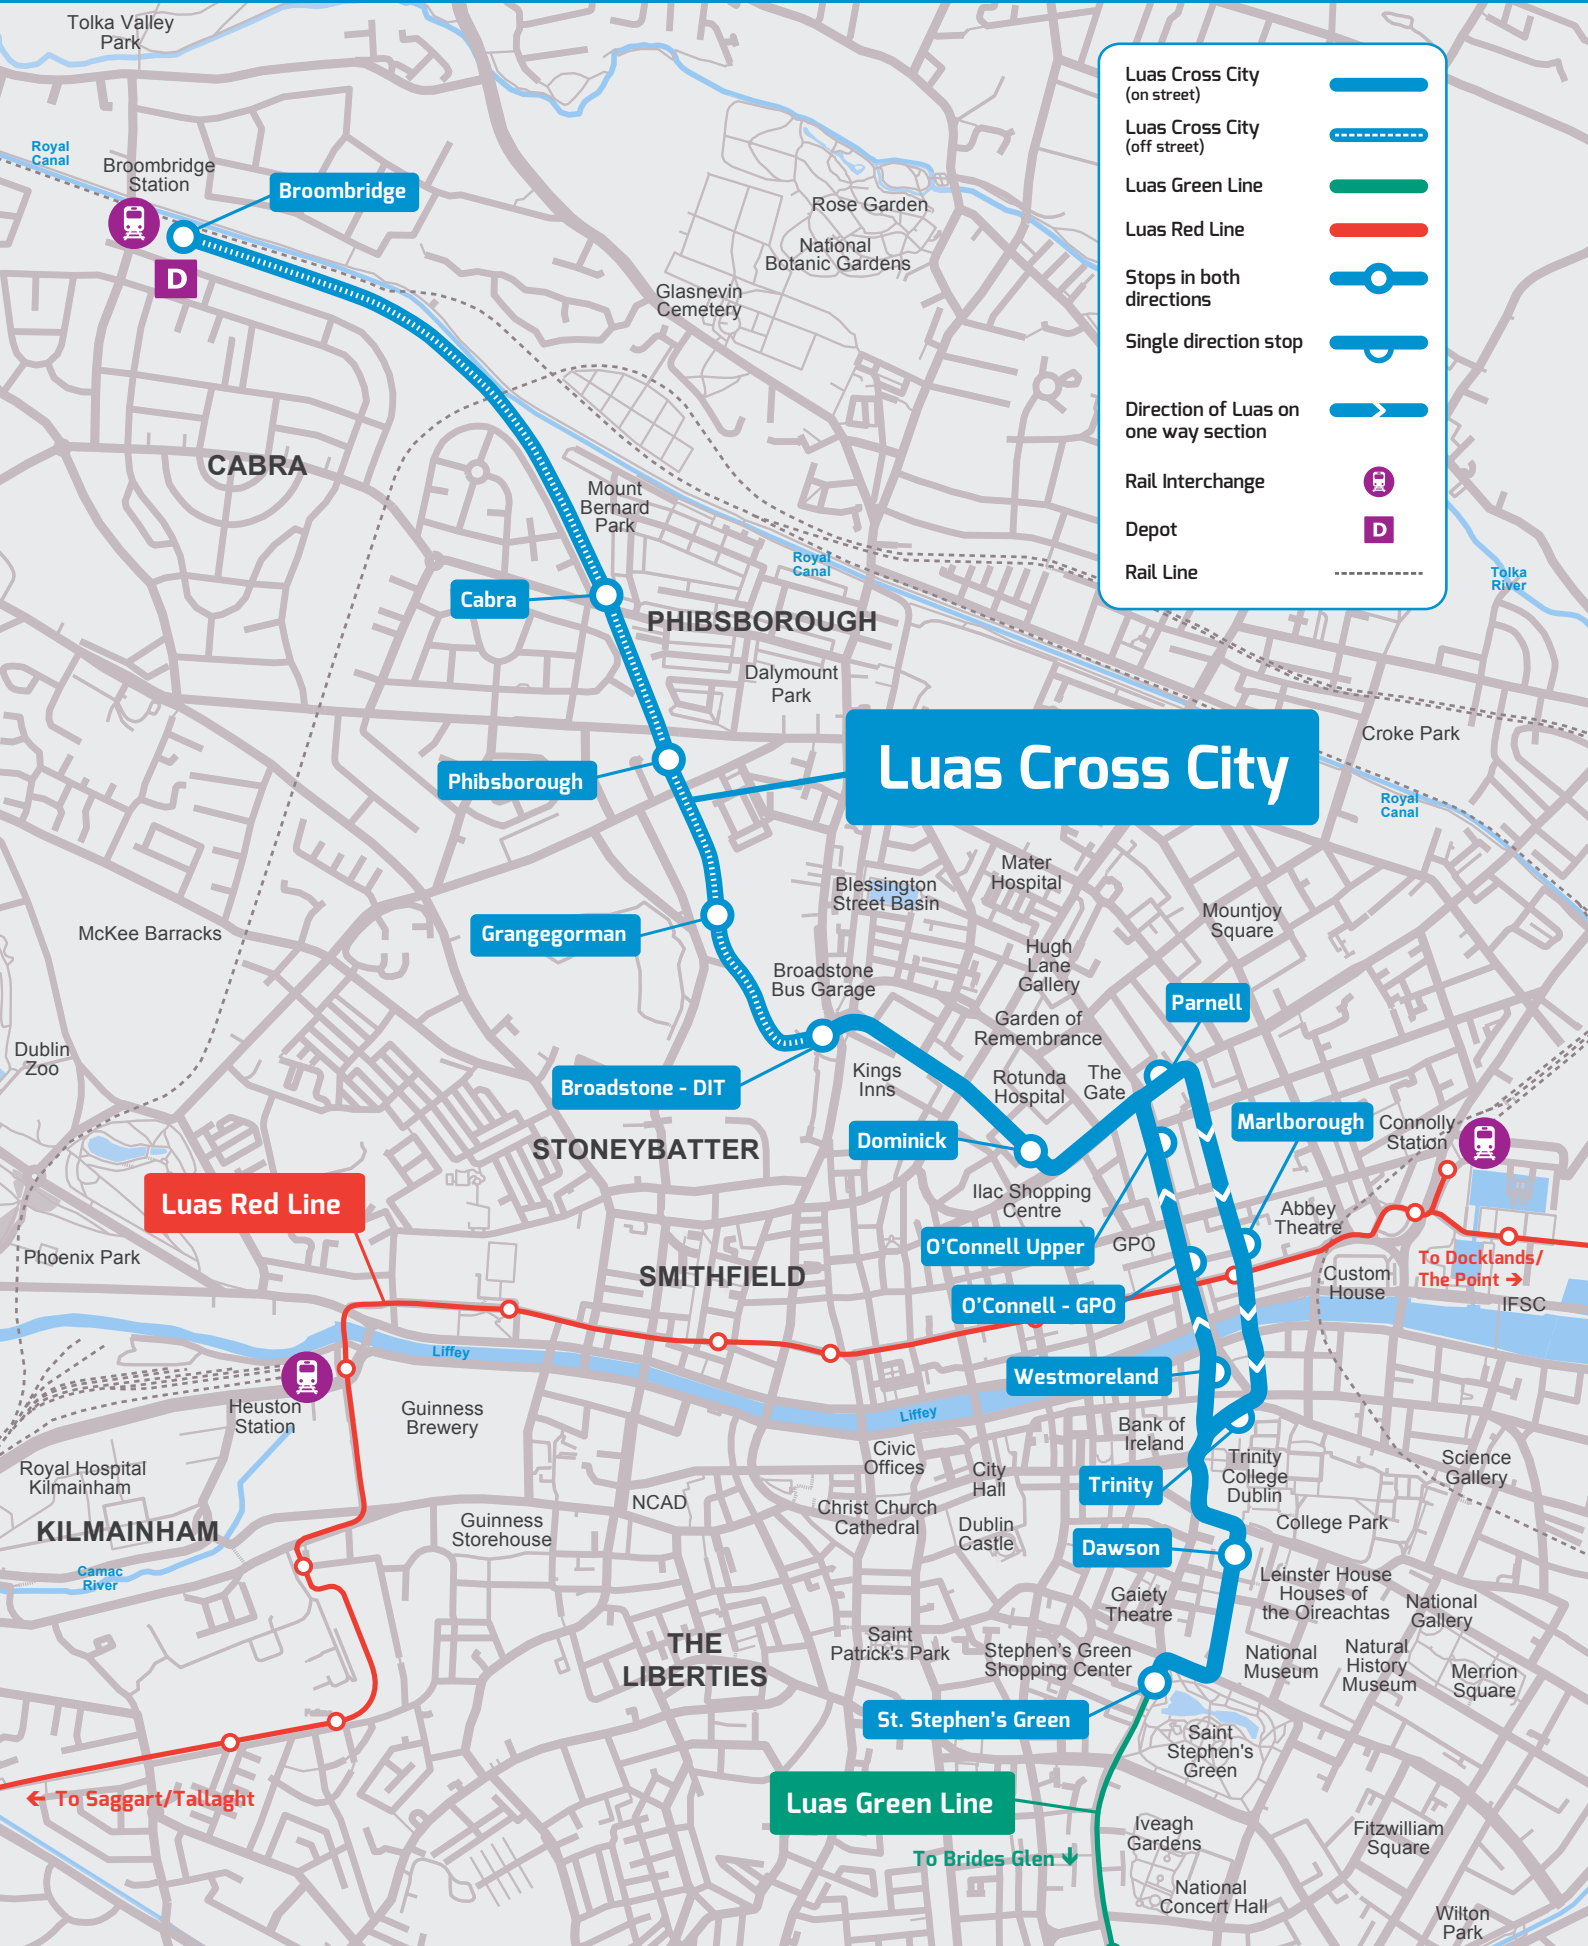 Tolka Valley
Park
Royal
Canal
Broombridge
Station
Broombridge
D
Rose Garden
National
Botanic Gardens
Glasnevin
Cemetery
Luas Cross City
(on street)
Luas Cross City
(off street)
Luas Green Line
Luas Red Line
Stops in both
directions
Single direction stop
Direction of Luas on
one way section
Rail Interchange
Depot
D
Rail Line
CABRA
Mount
Bernard
Park
Royal
Canal
Tolka
River
Cabra
PHIBSBOROUGH
Dalymount
Park
Croke Park
Luas Cross City
Phibsborough
Royal
Canal
Mater
Hospital
Blessington
Street Basin
Mountjoy
Square
McKee Barracks
Grangegorman
Hugh
Lane
Gallery
Broadstone
Bus Garage
Parnell
Garden of
Remembrance
Dublin
Zoo
Kings
Inns
Rotunda
Hospital
The
Gate
Broadstone - DIT
Marlborough
Connolly
Station
Dominick
STONEYBATTER
Luas Red Line
Ilac Shopping
Centre
Abbey
Theatre
O'Connell Upper
GPO
Phoenix Park
SMITHFIELD
To Docklands/
The Point →
Custom
House
IFSC
O'Connell - GPO
Liffey
Westmoreland
Heuston
Station
Guinness
Brewery
Liffey
Bank of
Ireland
Civic
Offices
City
Hall
Trinity
College
Dublin
Science
Gallery
Royal Hospital
Kilmainham
Trinity
NCAD
Christ Church
Cathedral
Guinness
Storehouse
Dublin
Castle
College Park
KILMAINHAM
Dawson
Camac
River
Leinster House
Houses of
the Oireachtas
Gaiety
Theatre
National
Gallery
Saint
Patrick's Park
THE
LIBERTIES
Stephen's Green
Shopping Center
National
Museum
Natural
History
Museum
Merrion
Square
St. Stephen's Green
Saint
Stephen's
Green
← To Saggart/Tallaght
Luas Green Line
Iveagh
Gardens
Fitzwilliam
Square
To Brides Glen ↓
National
Concert Hall
Wilton
Park